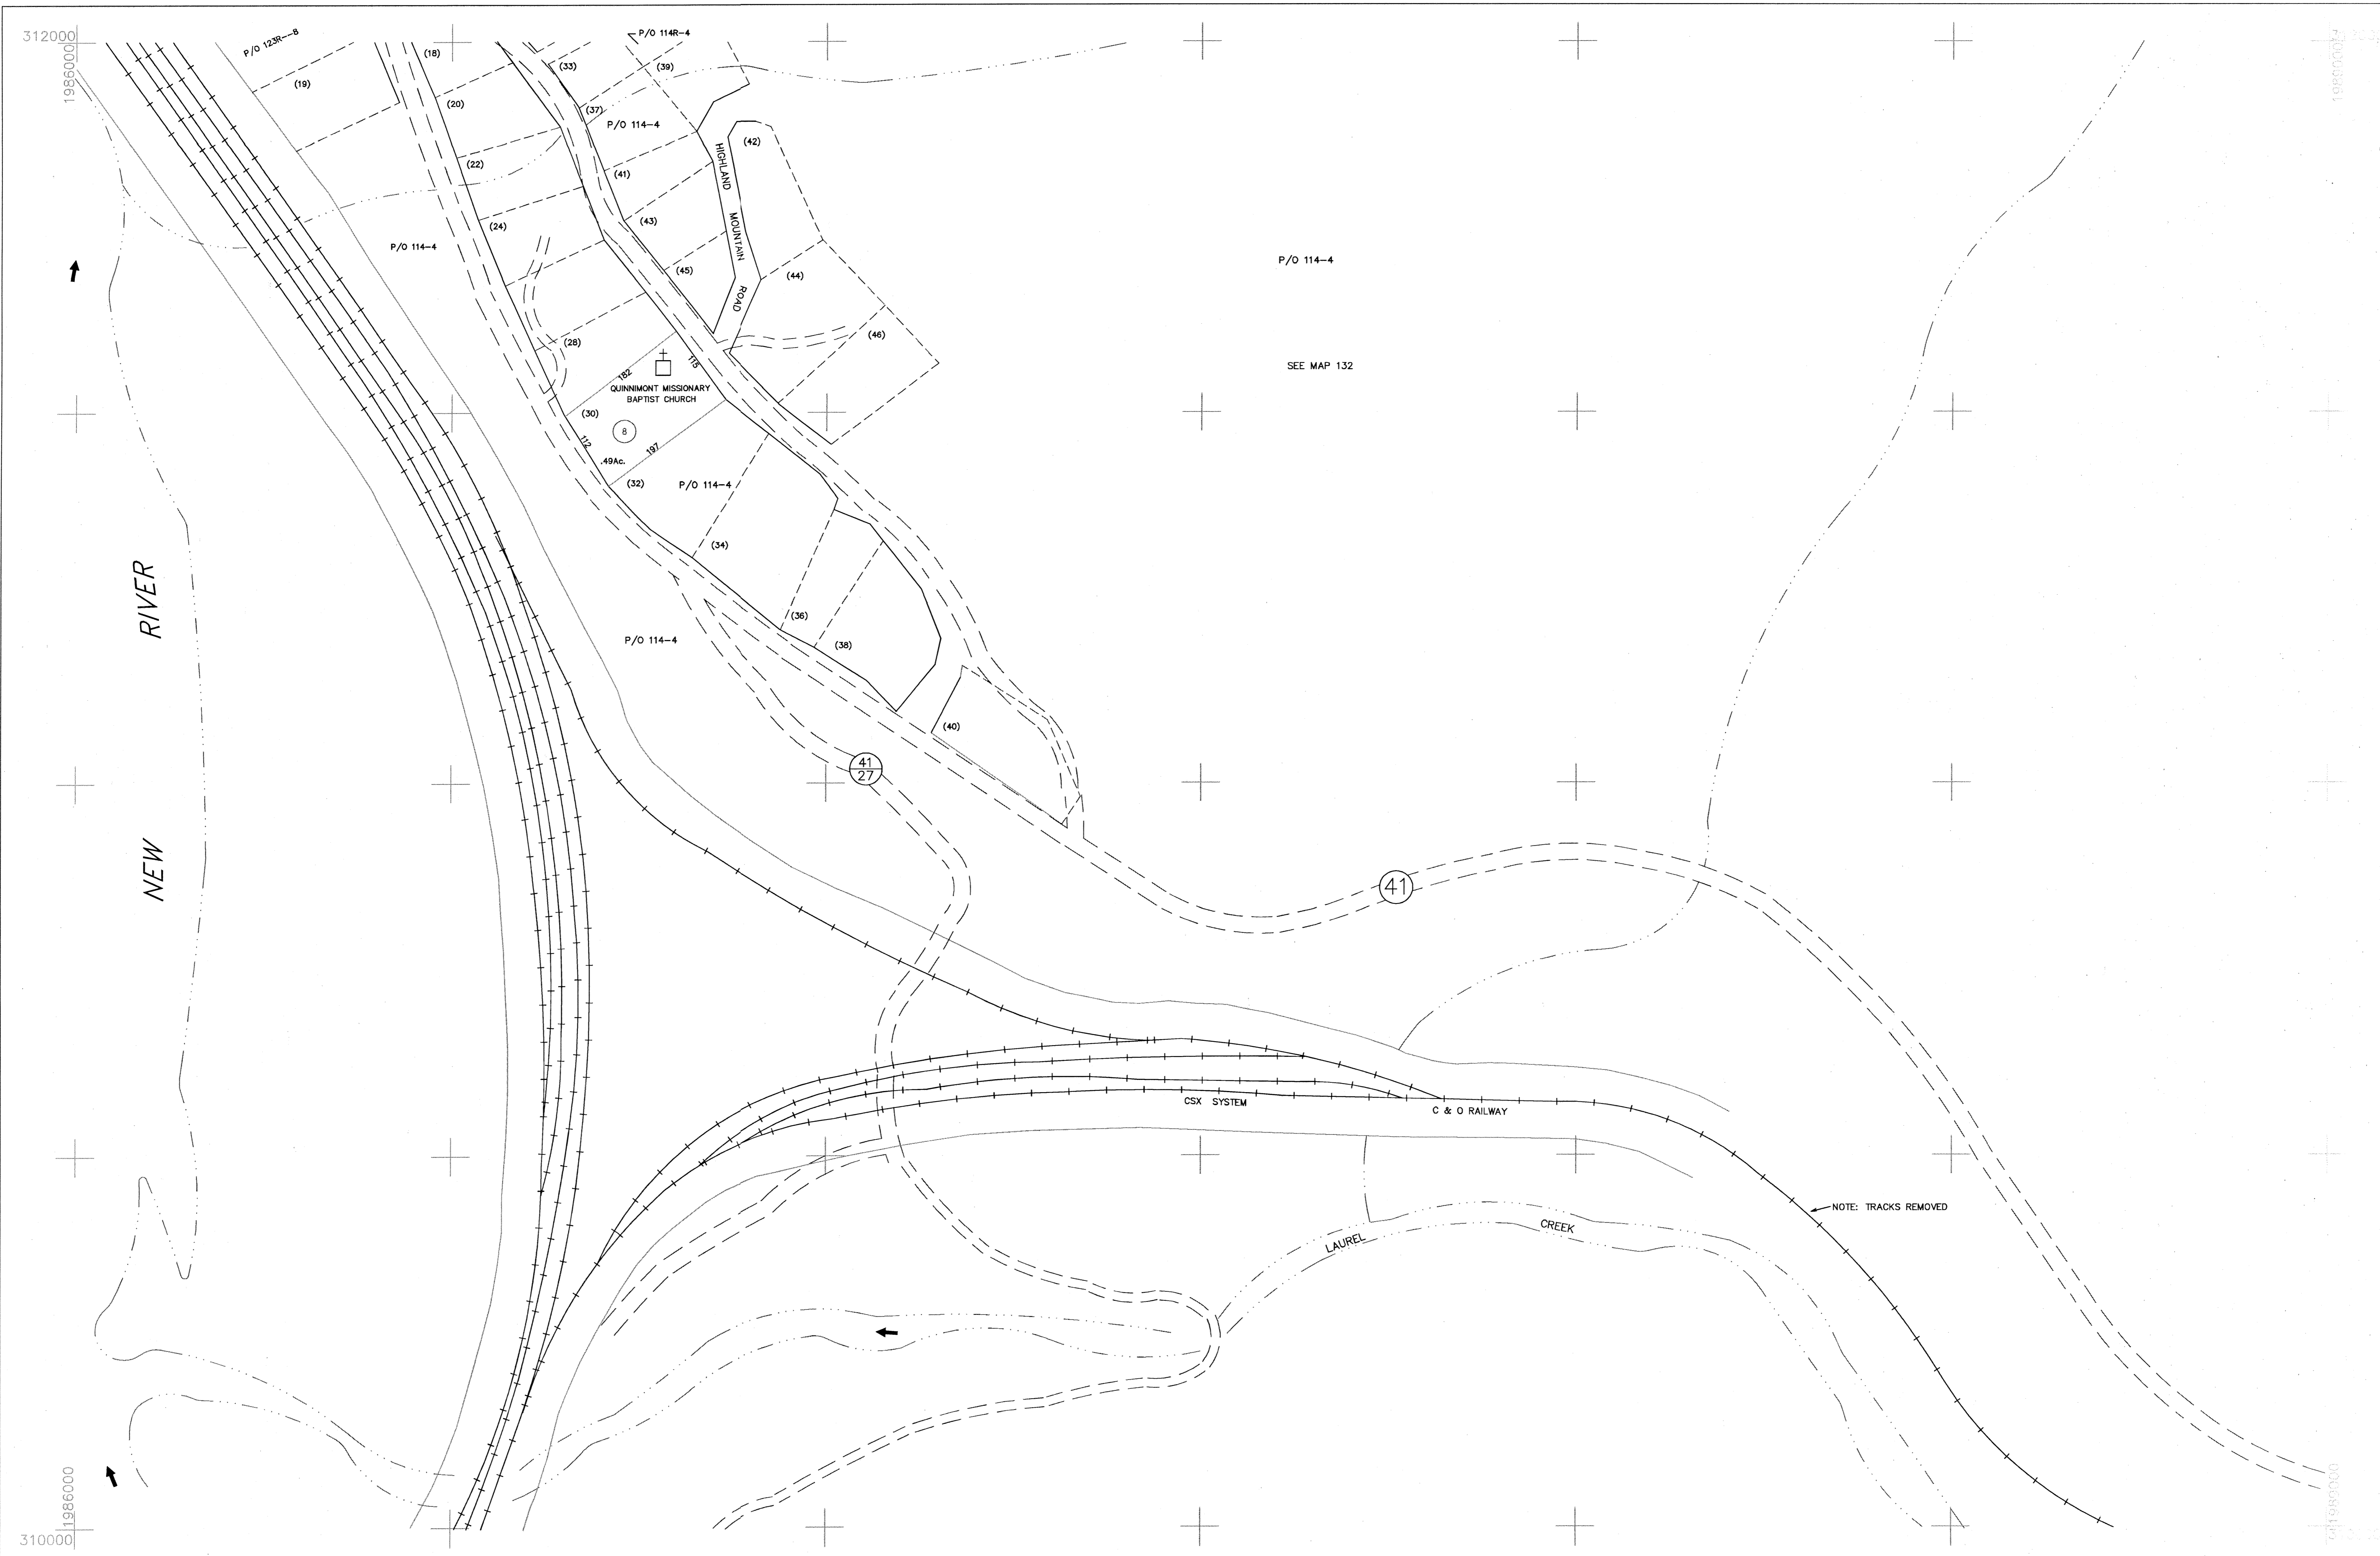 312000
1986000
P/O 123R--8
(18)
P/O 114R-4
(33)
(39)
(19)
(20)
(37)
P/O 114-4
(42)
HIGHLAND MOUNTAIN ROAD
(22)
(41)
(24)
(43)
P/O 114-4
(45)
(44)
P/O 114-4
(28)
(46)
SEE MAP 132
182
115
QUINNIMONT MISSIONARY
BAPTIST CHURCH
(30)
8
112
197
.49Ac.
(32)
P/O 114-4
(34)
(36)
P/O 114-4
(38)
(40)
NEW RIVER
41
27
41
CSX SYSTEM
C & O RAILWAY
NOTE: TRACKS REMOVED
LAUREL CREEK
1986000
310000